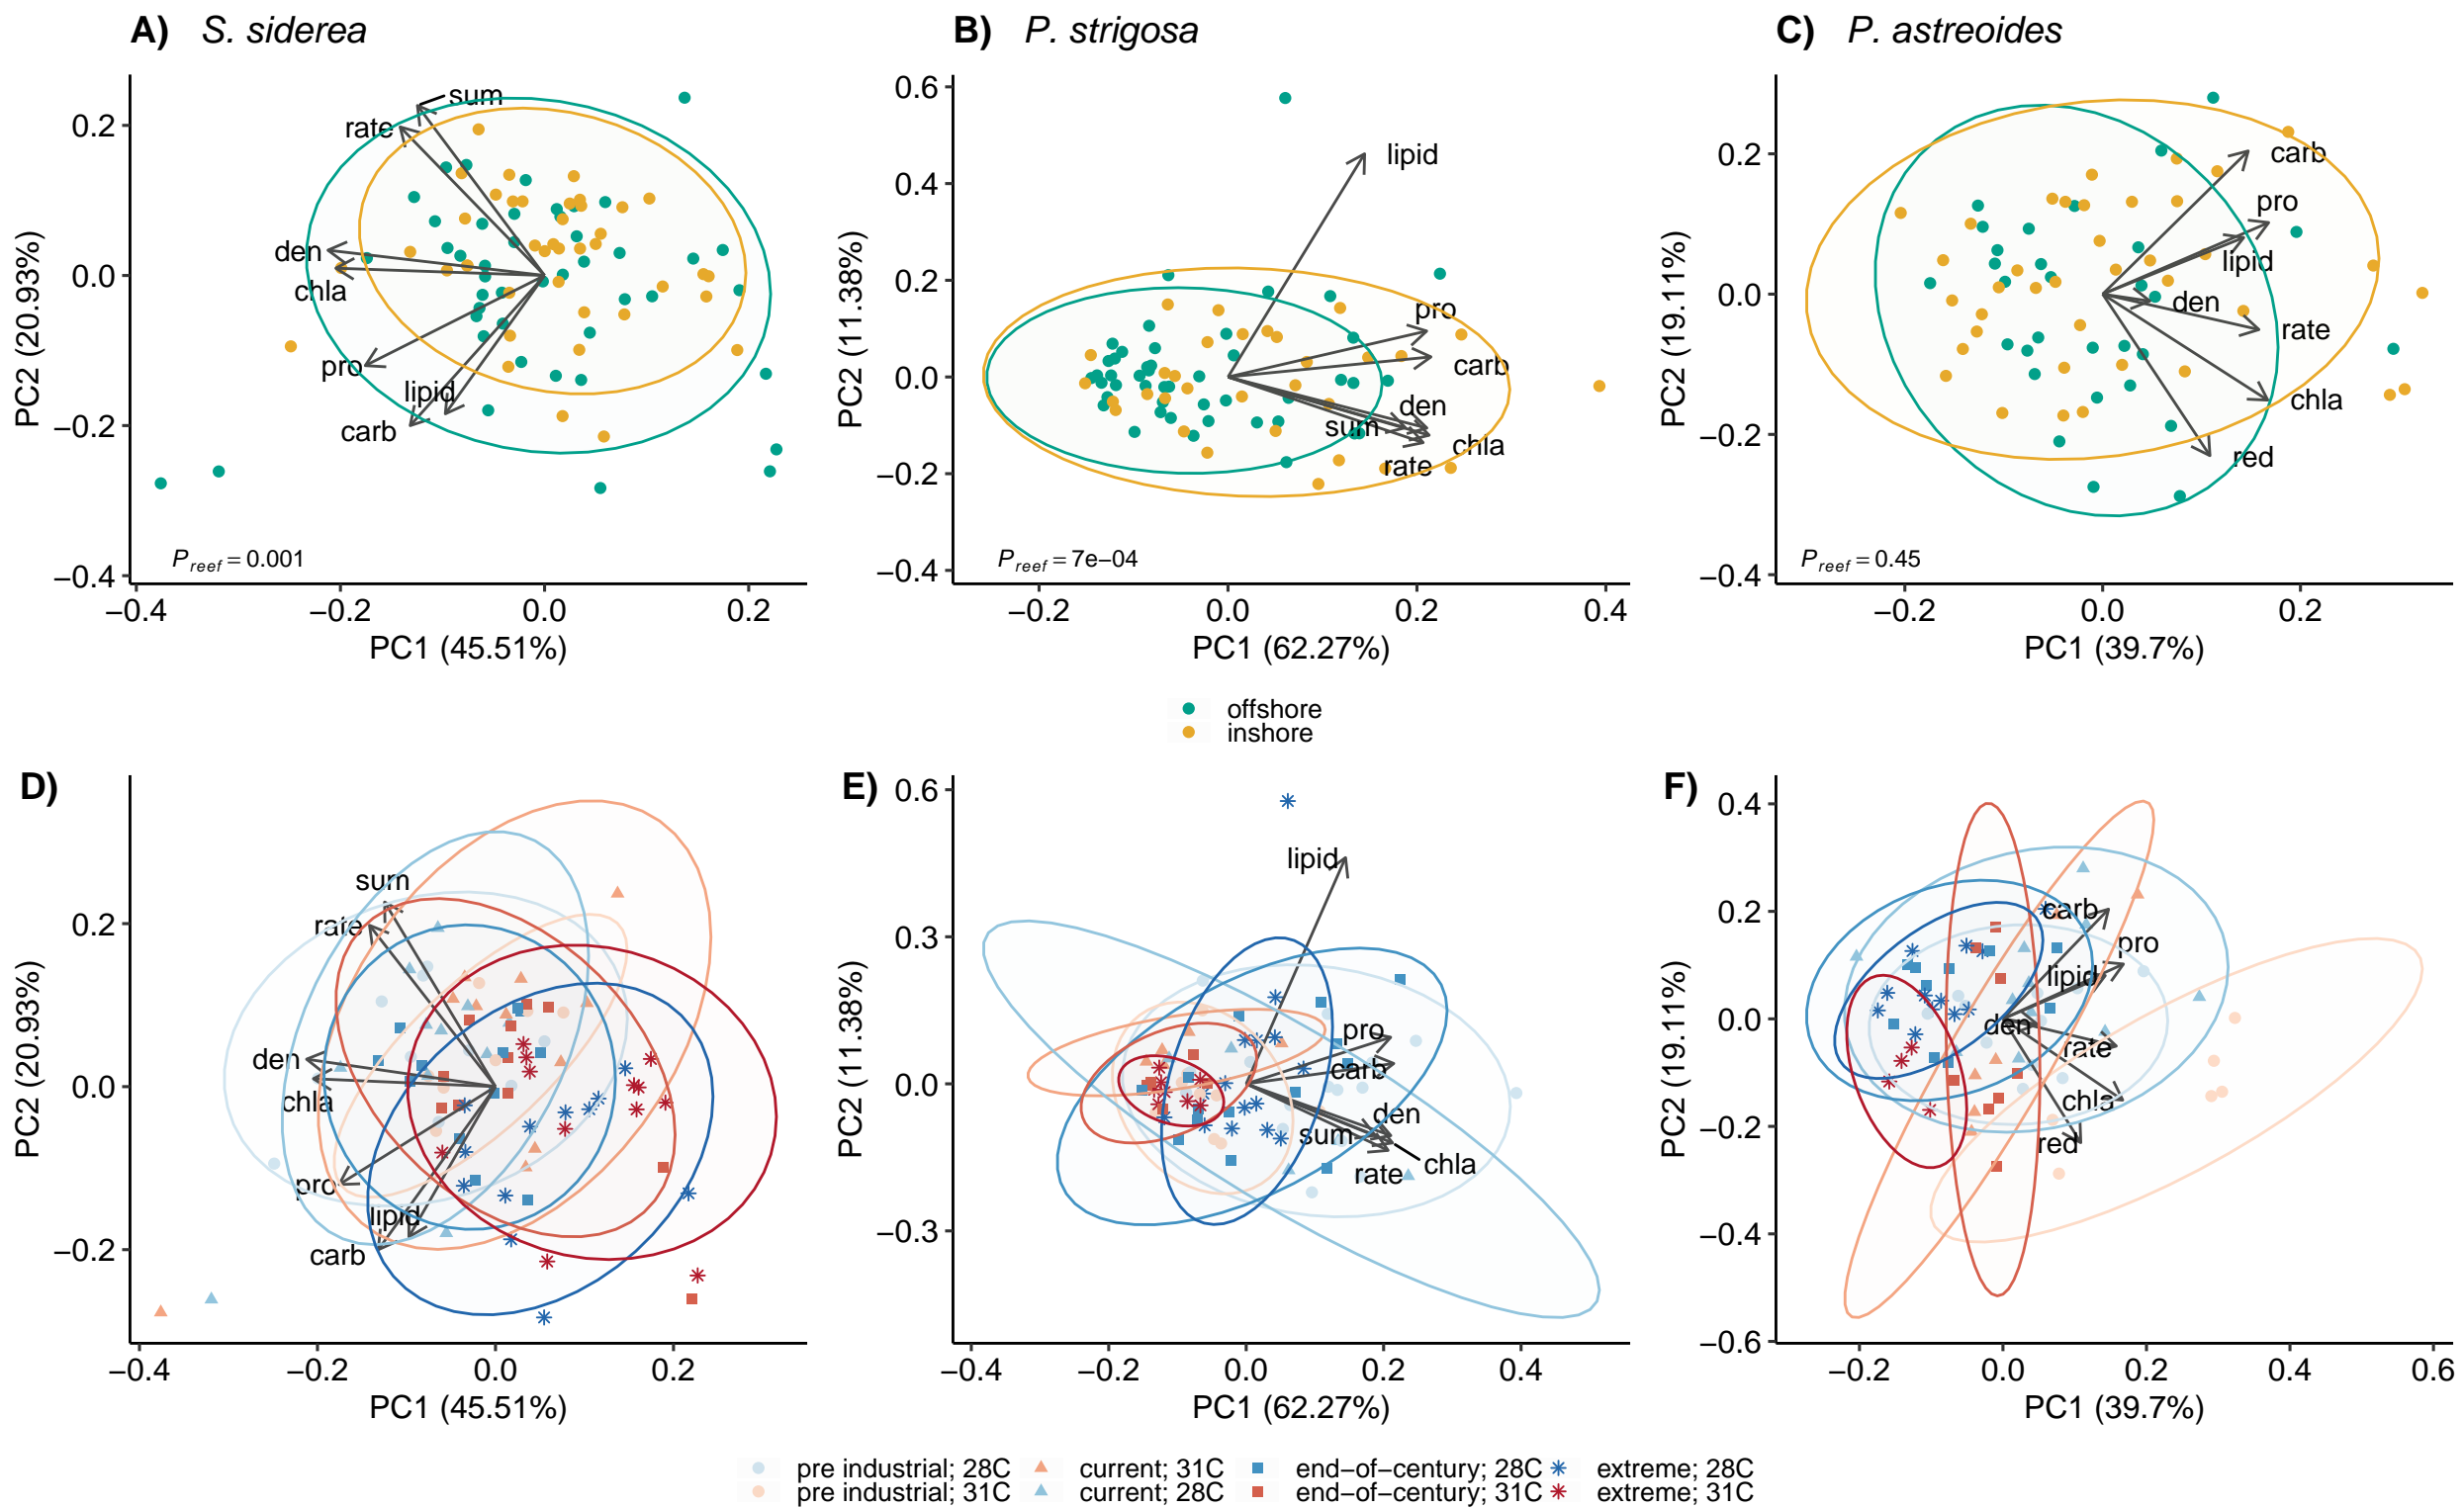 A) S. siderea
B) P. strigosa
C) P. astreoides
PC2 (20.93%)
0.2
0.0
−0.2
−0.4
sum
rate
den
chla
pro
lipid
carb
P reef = 0.001
−0.4 −0.2 0.0 0.2
PC1 (45.51%)
PC2 (11.38%)
0.6
0.4
0.2
0.0
−0.2
−0.4
lipid
pro
carb
den
sum
chla
rate
P reef = 7e−04
−0.2 0.0 0.2 0.4
PC1 (62.27%)
PC2 (19.11%)
0.2
0.0
−0.2
−0.4
carb
pro
lipid
den
rate
chla
red
P reef = 0.45
−0.2 0.0 0.2
PC1 (39.7%)
offshore
inshore
D)
PC2 (20.93%)
0.2
0.0
−0.2
sum
rate
den
chla
pro
lipid
carb
−0.4 −0.2 0.0 0.2
PC1 (45.51%)
E)
PC2 (11.38%)
0.6
0.3
0.0
−0.3
lipid
pro
carb
den
sum
chla
rate
−0.4 −0.2 0.0 0.2 0.4
PC1 (62.27%)
F)
PC2 (19.11%)
0.4
0.2
0.0
−0.2
−0.4
−0.6
carb
pro
lipid
den
rate
chla
red
−0.2 0.0 0.2 0.4 0.6
PC1 (39.7%)
pre industrial; 28C current; 31C end−of−century; 28C extreme; 28C
pre industrial; 31C current; 28C end−of−century; 31C extreme; 31C